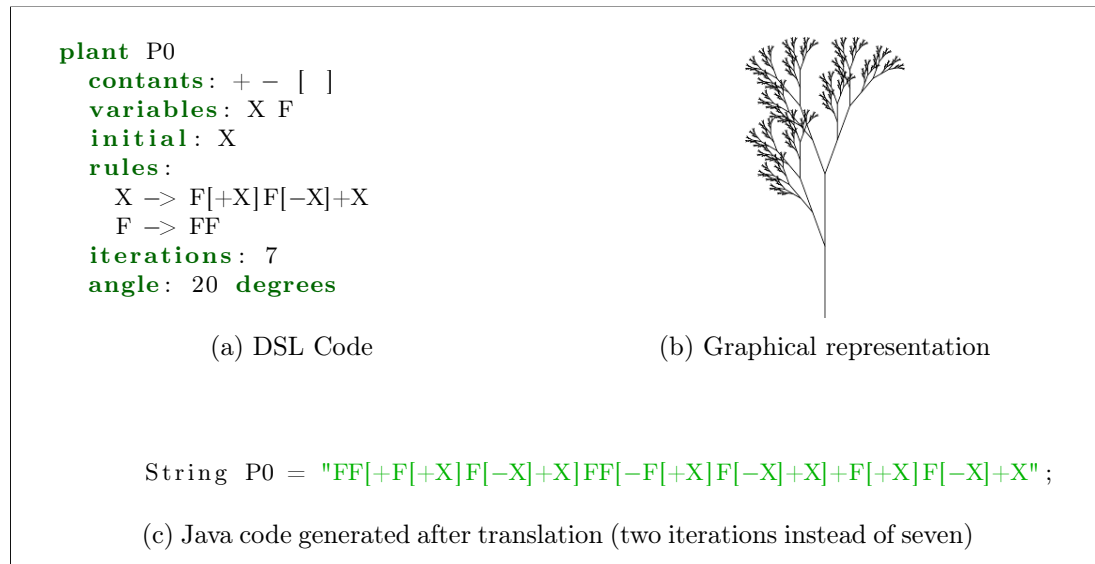 plant P0
contants: + − [ ]
variables: X F
initial: X
rules:
X −> F[+X]F[−X]+X
F −> FF
iterations: 7
angle: 20 degrees
(a) DSL Code
(b) Graphical representation
String P0 = "FF[+F[+X]F[−X]+X]FF[−F[+X]F[−X]+X]+F[+X]F[−X]+X";
(c) Java code generated after translation (two iterations instead of seven)